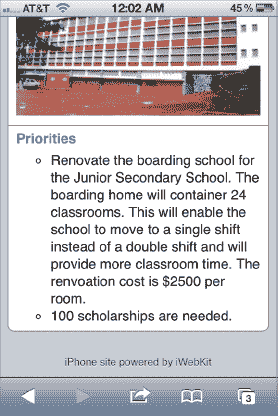 AT&T 12:02 AM 45%
Priorities
Renovate the boarding school for
the Junior Secondary School. The
boarding home will container 24
classrooms. This will enable the
school to move to a single shift
instead of a double shift and will
provide more classroom time. The
renvoation cost is $2500 per
room.
100 scholarships are needed.
iPhone site powered by iWebKit
3